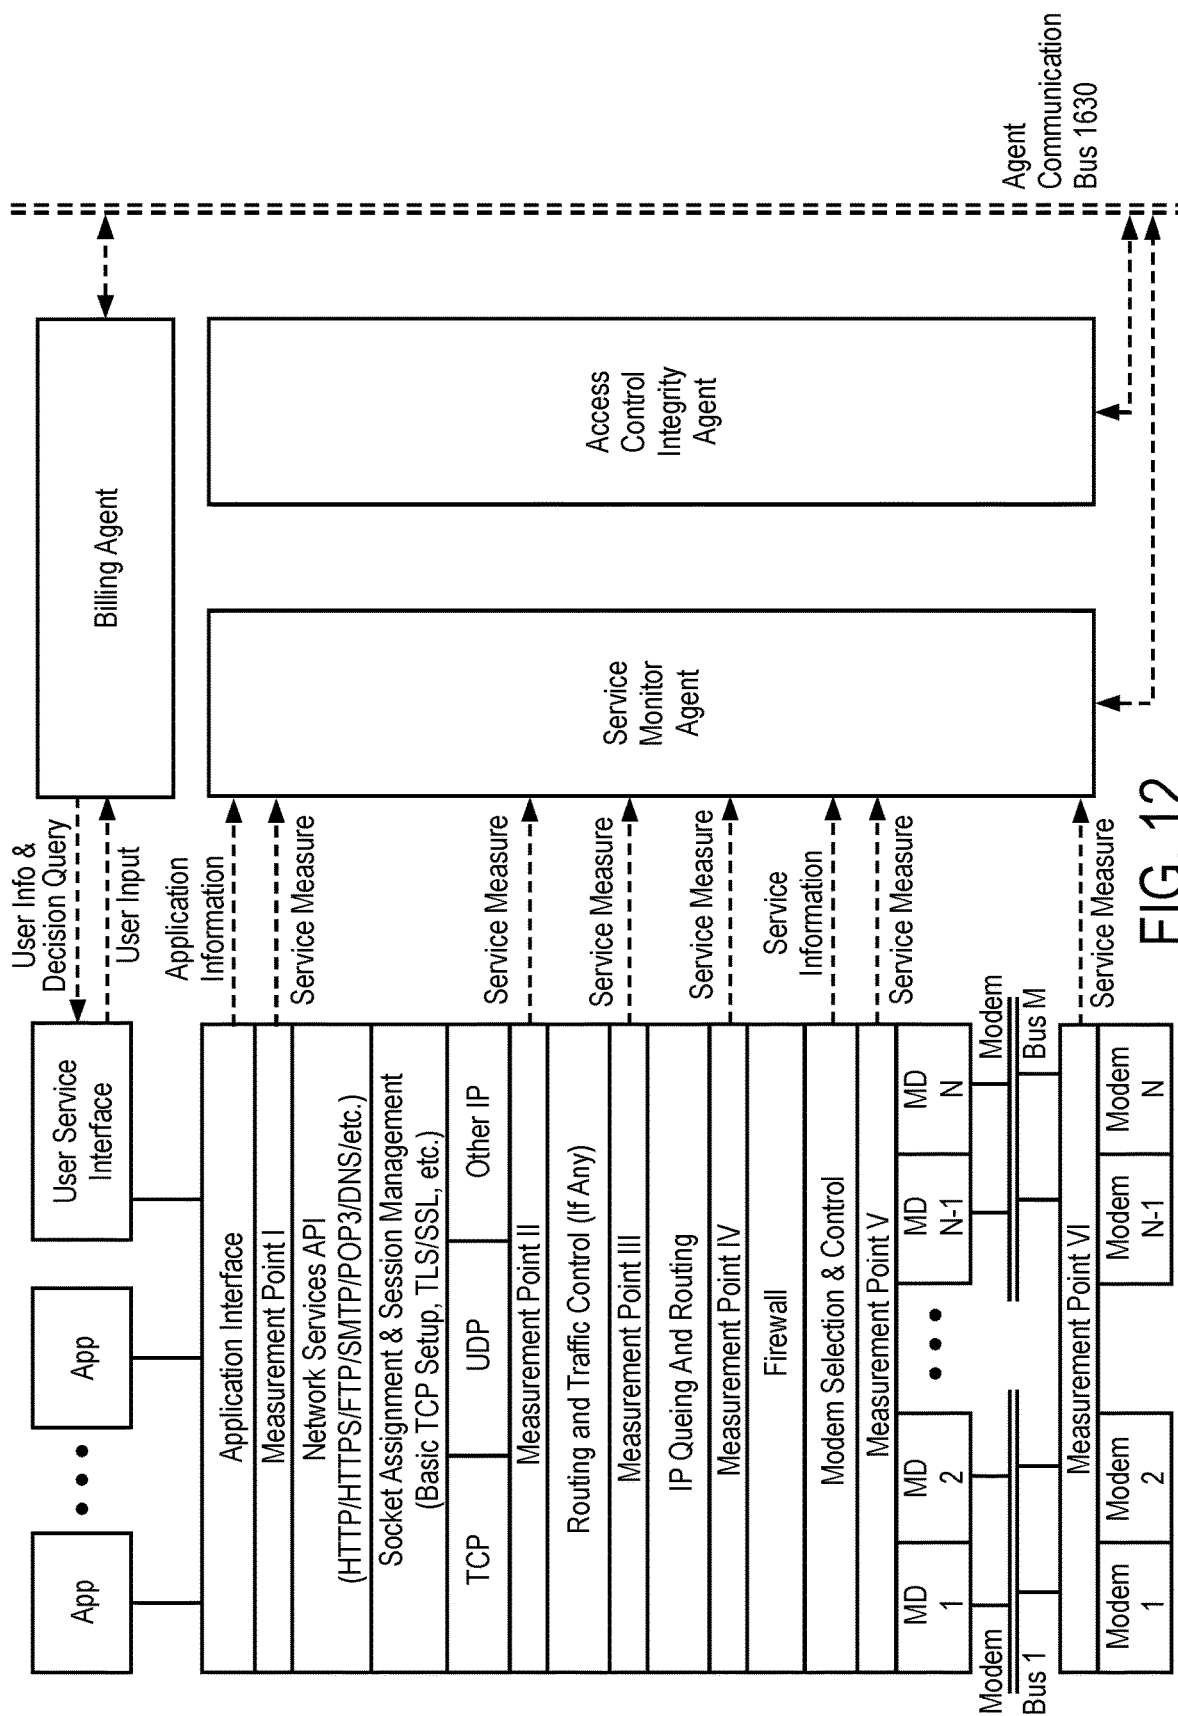 App
App
User Service
Interface
User Info &
Decision Query
User Input
Billing Agent
Application Interface
Application
Information
Measurement Point I
Service Measure
Network Services API
(HTTP/HTTPS/FTP/SMTP/POP3/DNS/etc.)
Socket Assignment & Session Management
(Basic TCP Setup, TLS/SSL, etc.)
TCP
UDP
Other IP
Measurement Point II
Service Measure
Routing and Traffic Control (If Any)
Measurement Point III
Service Measure
IP Queing And Routing
Measurement Point IV
Service Measure
Firewall
Modem Selection & Control
Service
Information
Measurement Point V
Service Measure
MD
1
MD
2
MD
N-1
MD
N
Modem
Bus 1
Modem
Bus M
Measurement Point VI
Service Measure
Modem
1
Modem
2
Modem
N-1
Modem
N
Service
Monitor
Agent
Access
Control
Integrity
Agent
Agent
Communication
Bus 1630
FIG. 12